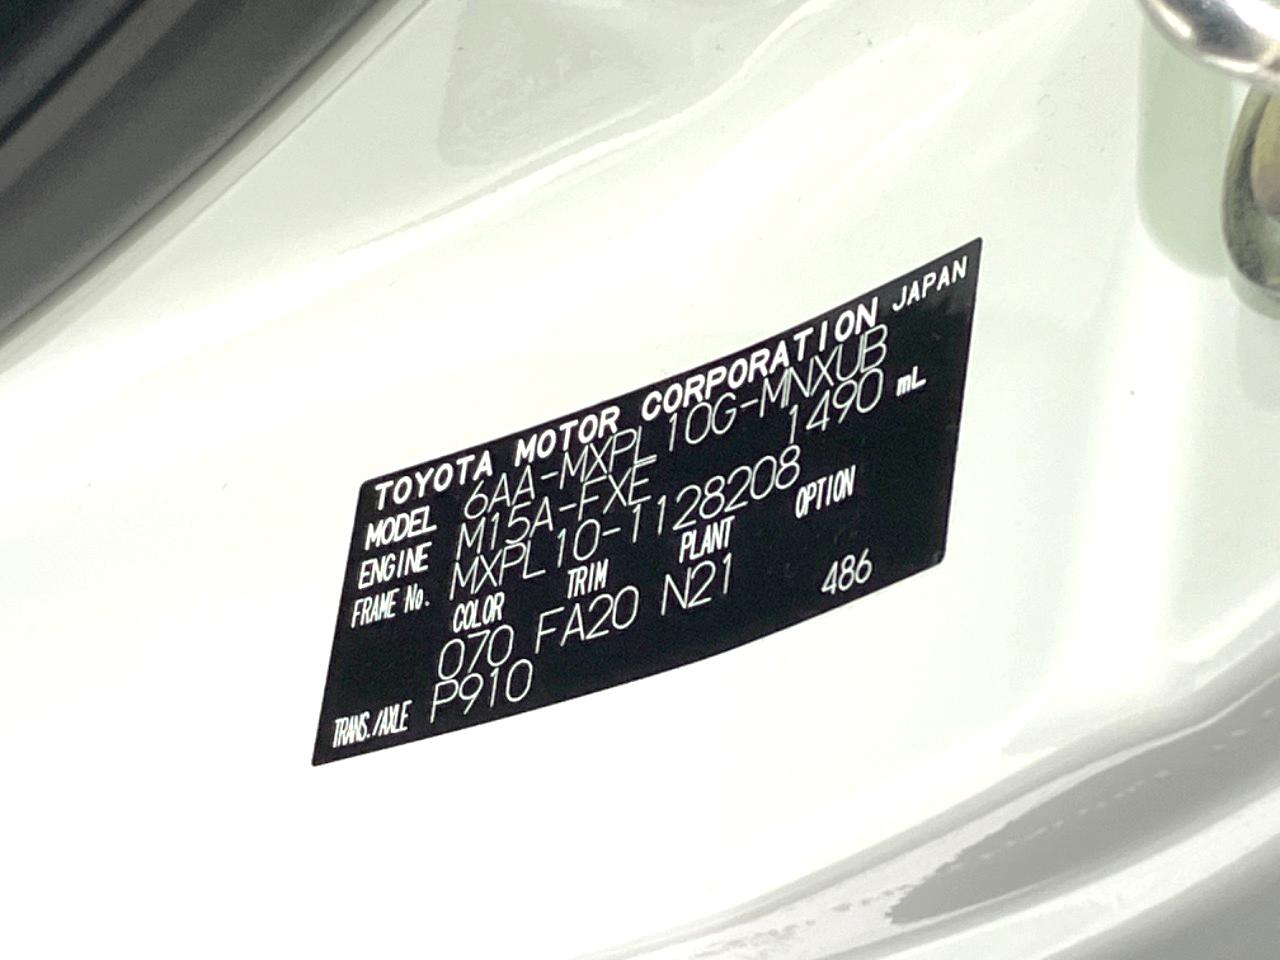 TOYOTA MOTOR CORPORATION JAPAN
MODEL 6AA-MXPL10G-MNXUB
ENGINE M15A-FXE 1490 mL
FRAME No. MXPL10-1128208
COLOR TRIM PLANT OPTION
070 FA20 N21 486
TRANS./AXLE P910